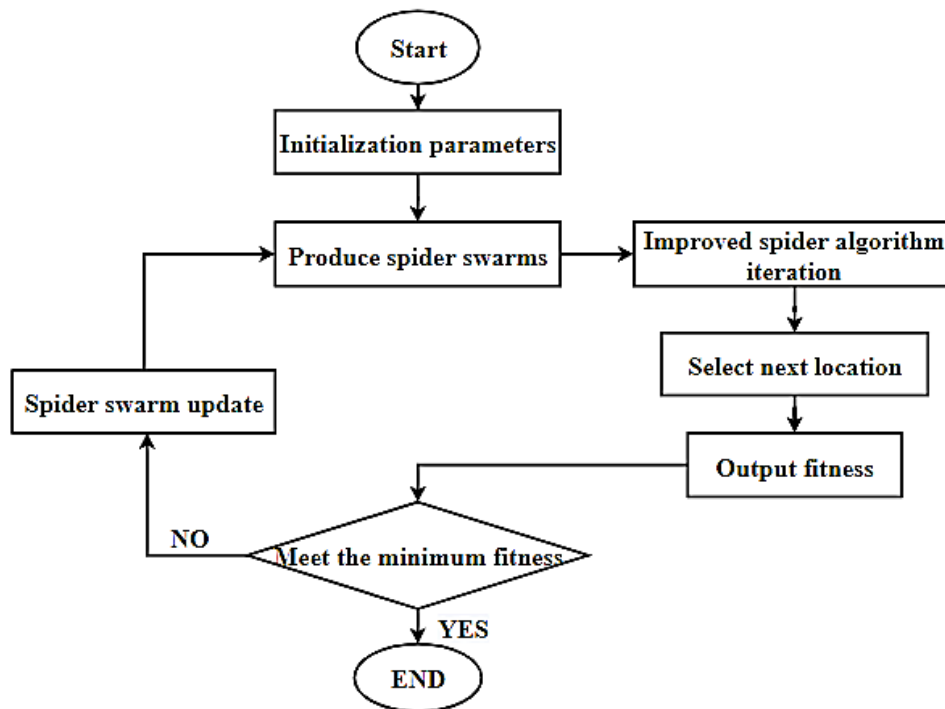 Start
Initialization parameters
Produce spider swarms
Improved spider algorithm
iteration
Select next location
Spider swarm update
Output fitness
NO
Meet the minimum fitness
YES
END